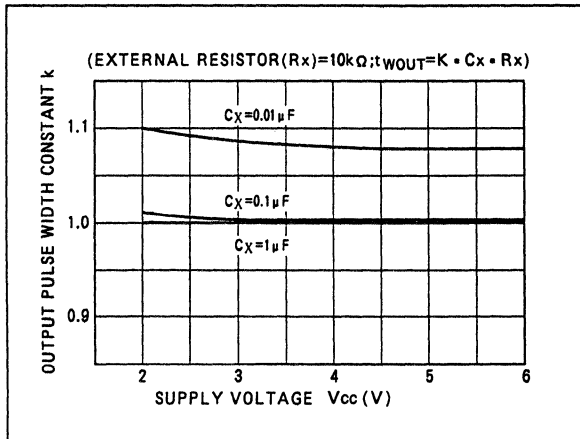 (EXTERNAL RESISTOR(Rx)=10kΩ;tWOUT=K•Cx•Rx)
OUTPUT PULSE WIDTH CONSTANT k
1.1
1.0
0.9
CX=0.01μF
CX=0.1μF
CX=1μF
2 3 4 5 6
SUPPLY VOLTAGE Vcc (V)